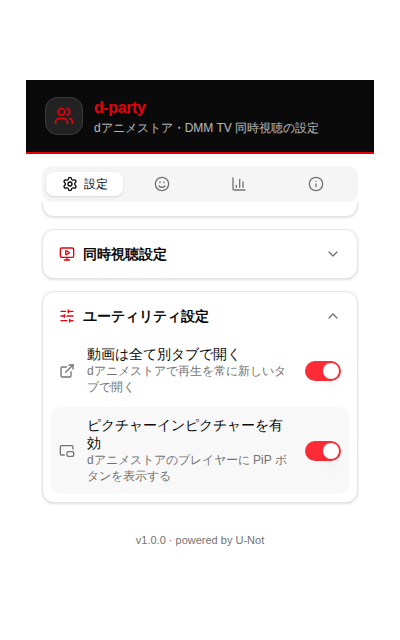 d-party
dアニメストア・DMM TV 同時視聴の設定
設定
同時視聴設定
ユーティリティ設定
動画は全て別タブで開く
dアニメストアで再生を常に新しいタ
ブで開く
ピクチャーインピクチャーを有
効
dアニメストアのプレイヤーに PiP ボ
タンを表示する
v1.0.0 · powered by U-Not